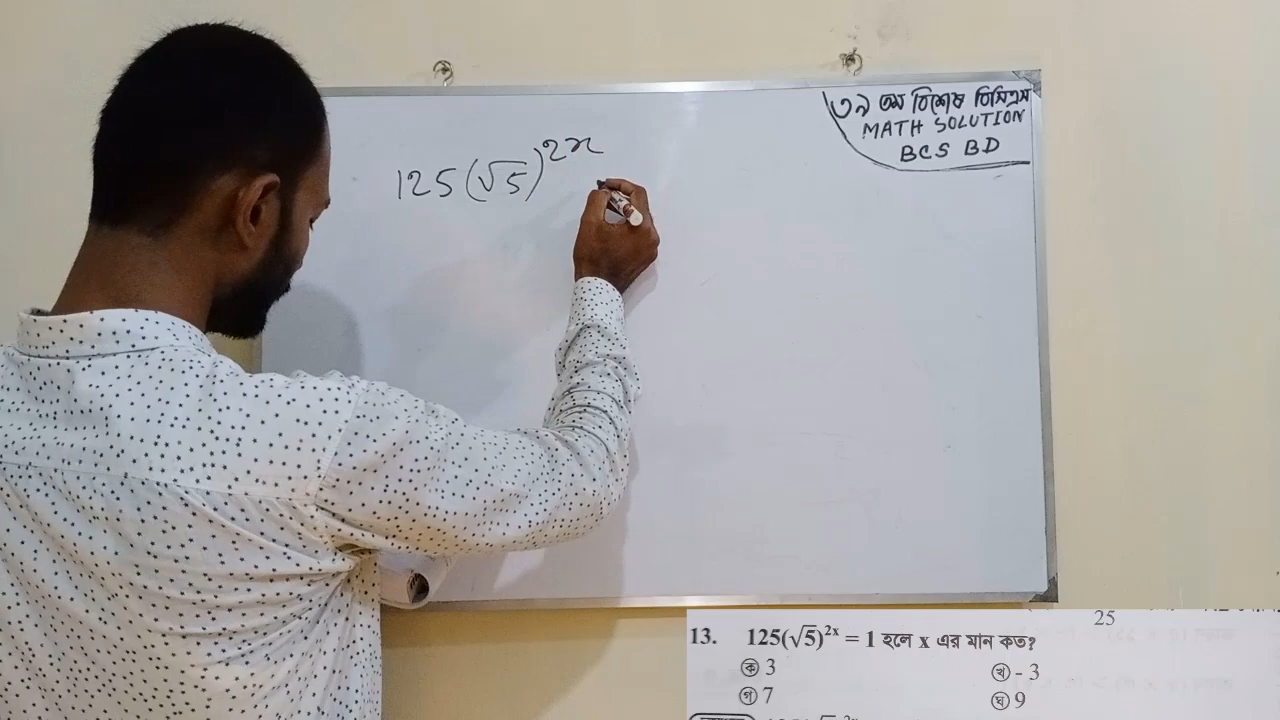 ৩৯ তম বিশেষ বিসিএস
MATH SOLUTION
BCS BD
125(√5)^2x
25
13. 125(√5)^2x = 1 হলে x এর মান কত?
ক 3 খ - 3
গ 7 ঘ 9